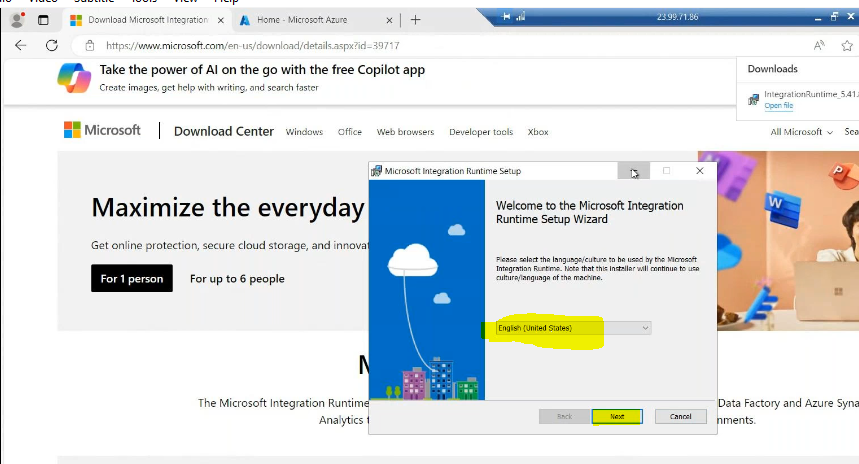 Video Subtitle Tools View Help
Download Microsoft Integration
Home - Microsoft Azure
23.99.71.86
https://www.microsoft.com/en-us/download/details.aspx?id=39717
Take the power of AI on the go with the free Copilot app
Create images, get help with writing, and search faster
Downloads
IntegrationRuntime_5.41.
Open file
Microsoft
Download Center
Windows
Office
Web browsers
Developer tools
Xbox
All Microsoft
Sea
Maximize the everyday
Get online protection, secure cloud storage, and innovat
For 1 person
For up to 6 people
Microsoft Integration Runtime Setup
Welcome to the Microsoft Integration
Runtime Setup Wizard
Please select the language/culture to be used by the Microsoft
Integration Runtime. Note that this installer will continue to use
culture/language of the machine.
English (United States)
Back
Next
Cancel
P
W
M
The Microsoft Integration Runtime
Data Factory and Azure Syna
Analytics
nments.